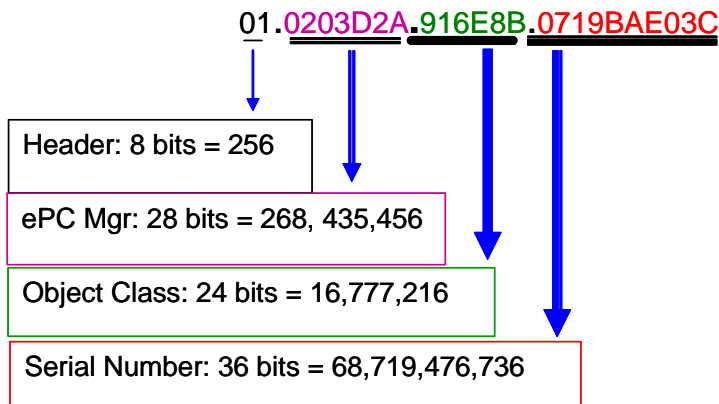 01.0203D2A.916E8B.0719BAE03C
Header: 8 bits = 256
ePC Mgr: 28 bits = 268, 435,456
Object Class: 24 bits = 16,777,216
Serial Number: 36 bits = 68,719,476,736